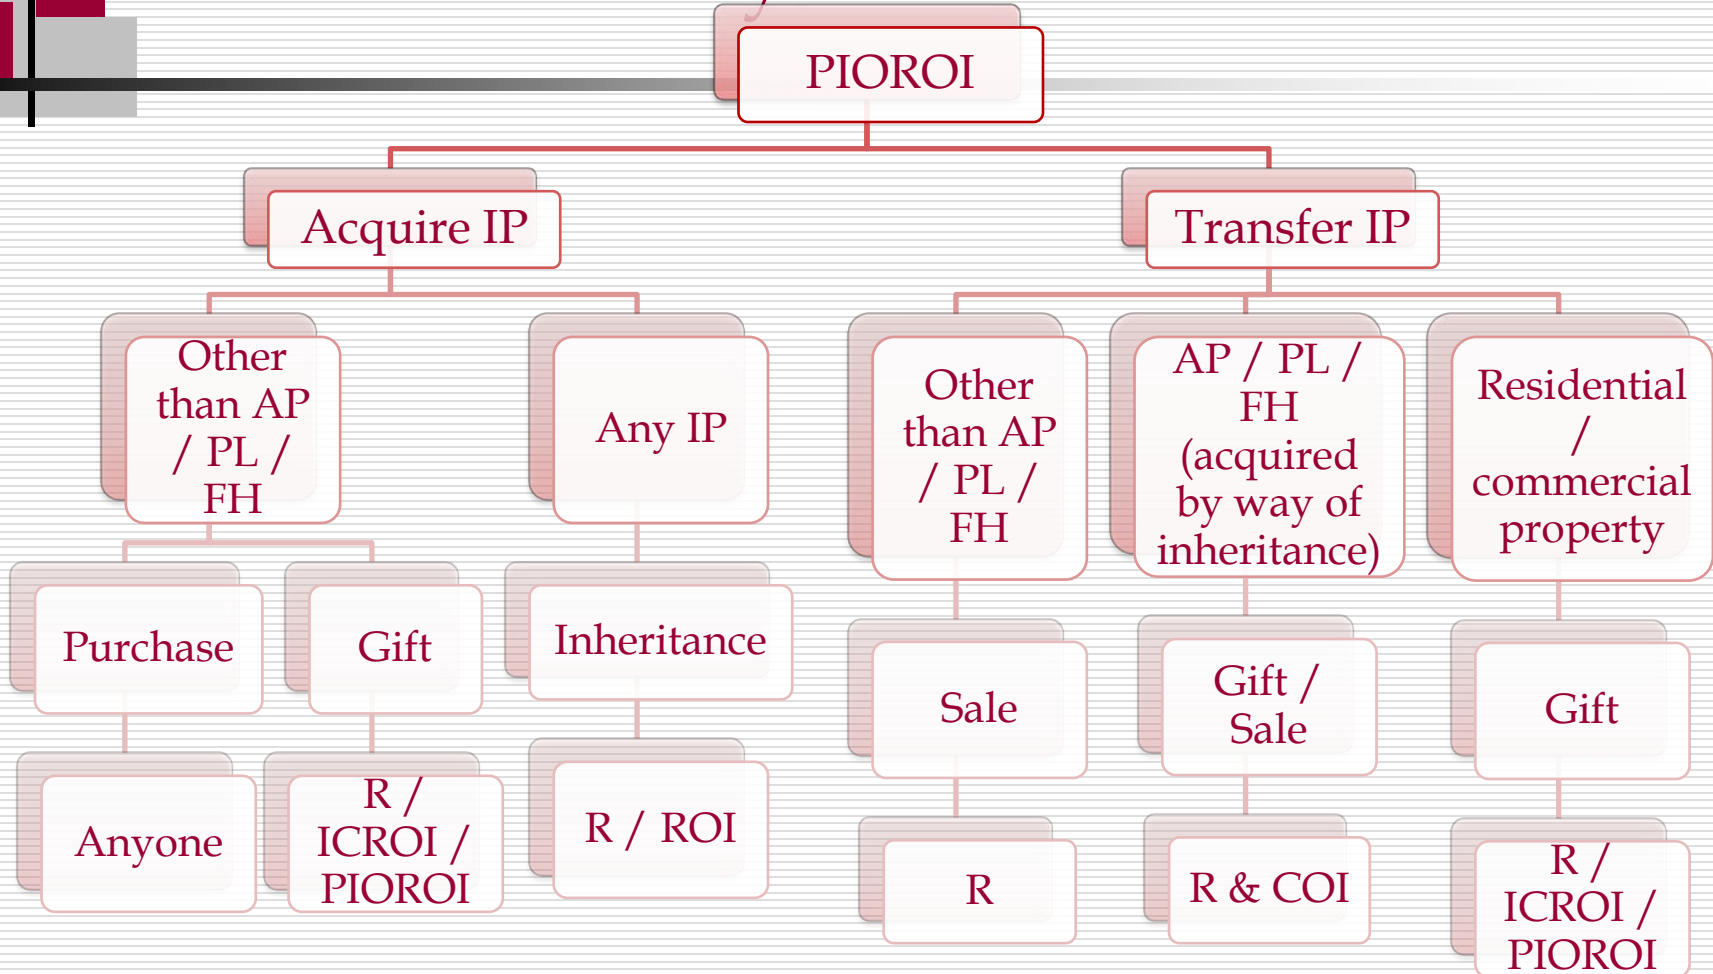 PIOROI
Acquire IP
Transfer IP
Other
than AP
/ PL /
FH
Any IP
Other
than AP
/ PL /
FH
AP / PL /
FH
(acquired
by way of
inheritance)
Residential
/
commercial
property
Purchase
Gift
Inheritance
Sale
Gift /
Sale
Gift
Anyone
R /
ICROI /
PIOROI
R / ROI
R
R & COI
R /
ICROI /
PIOROI